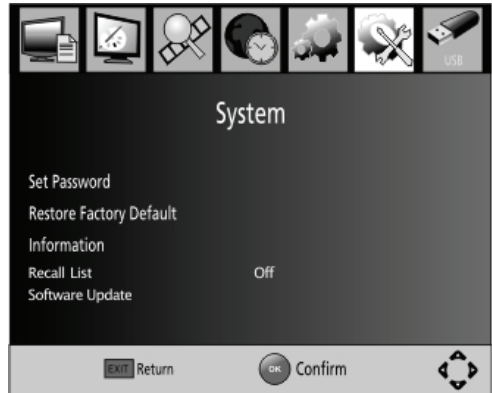 USB
System
Set Password
Restore Factory Default
Information
Recall List Off
Software Update
EXIT Return OK Confirm